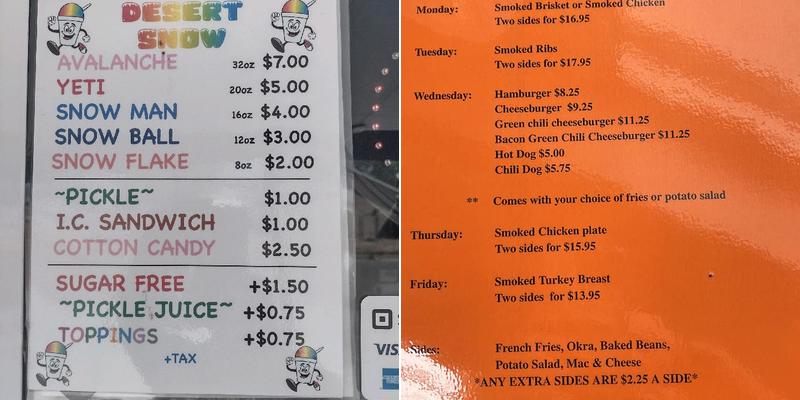 DESERT
SNOW
AVALANCHE 32oz $7.00
YETI 20oz $5.00
SNOW MAN 16oz $4.00
SNOW BALL 12oz $3.00
SNOW FLAKE 8oz $2.00
~PICKLE~ $1.00
I.C. SANDWICH $1.00
COTTON CANDY $2.50
SUGAR FREE +$1.50
~PICKLE JUICE~ +$0.75
TOPPINGS +$0.75
+TAX
VIS
Monday: Smoked Brisket or Smoked Chicken
Two sides for $16.95
Tuesday: Smoked Ribs
Two sides for $17.95
Wednesday: Hamburger $8.25
Cheeseburger $9.25
Green chili cheeseburger $11.25
Bacon Green Chili Cheeseburger $11.25
Hot Dog $5.00
Chili Dog $5.75
** Comes with your choice of fries or potato salad
Thursday: Smoked Chicken plate
Two sides for $15.95
Friday: Smoked Turkey Breast
Two sides for $13.95
Sides: French Fries, Okra, Baked Beans,
Potato Salad, Mac & Cheese
*ANY EXTRA SIDES ARE $2.25 A SIDE*